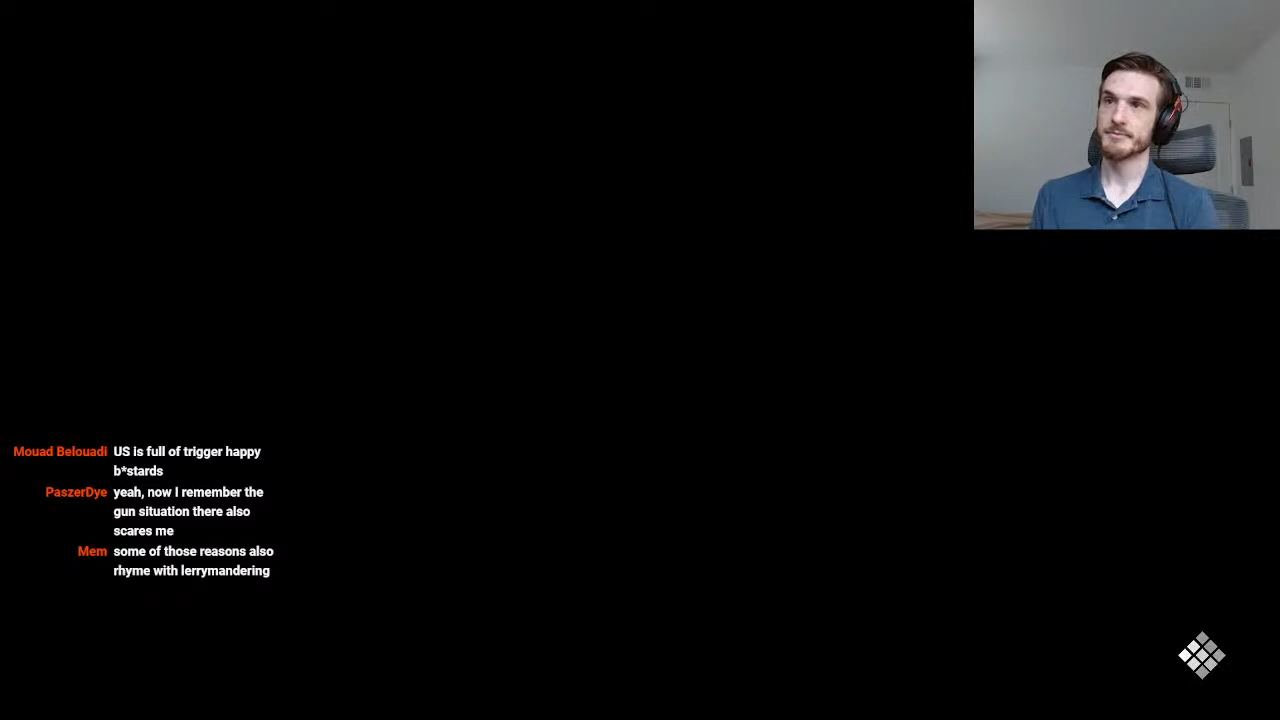 Mouad Belouadi US is full of trigger happy
b*stards
PaszerDye yeah, now I remember the
gun situation there also
scares me
Mem some of those reasons also
rhyme with lerrymandering